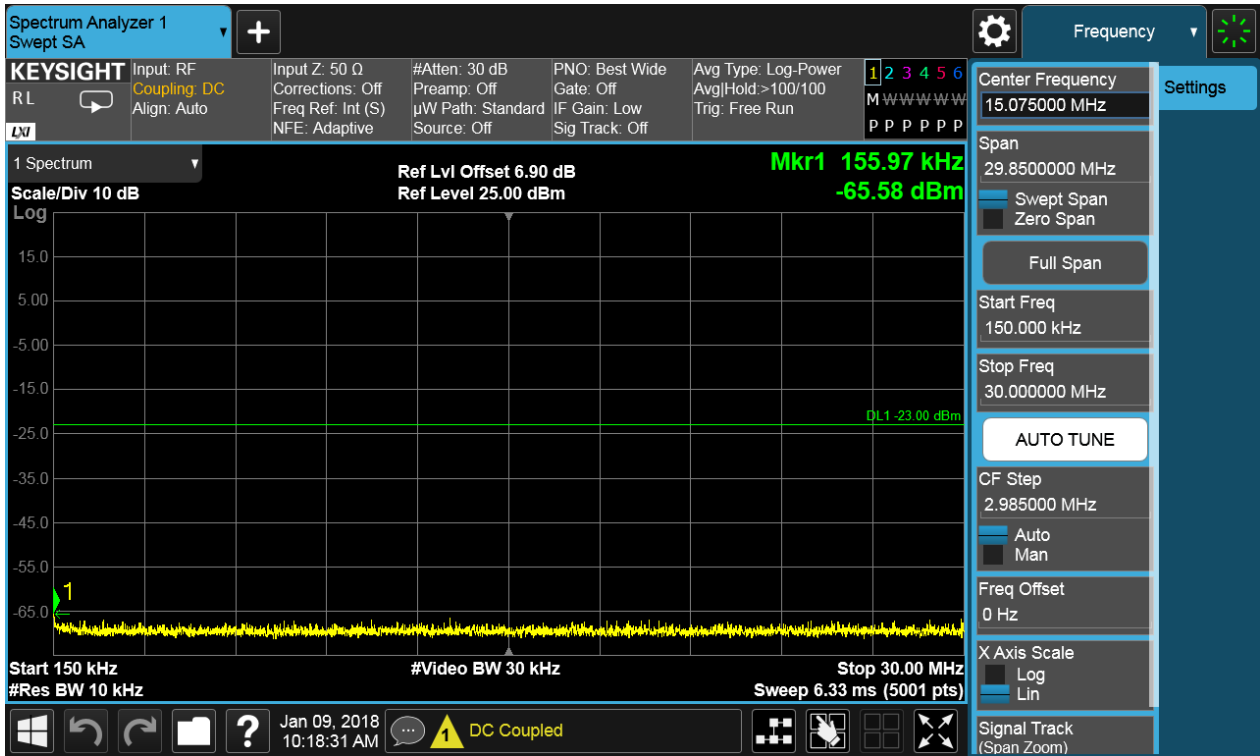 Spectrum Analyzer 1
Swept SA
Frequency
KEYSIGHT
R L
LXI
Input: RF
Coupling: DC
Align: Auto
Input Z: 50 Ω
Corrections: Off
Freq Ref: Int (S)
NFE: Adaptive
#Atten: 30 dB
Preamp: Off
µW Path: Standard
Source: Off
PNO: Best Wide
Gate: Off
IF Gain: Low
Sig Track: Off
Avg Type: Log-Power
Avg|Hold:>100/100
Trig: Free Run
1 2 3 4 5 6
M W W W W W
P P P P P P
1 Spectrum
Scale/Div 10 dB
Log
Ref Lvl Offset 6.90 dB
Ref Level 25.00 dBm
Mkr1 155.97 kHz
-65.58 dBm
15.0
5.00
-5.00
-15.0
DL1 -23.00 dBm
-25.0
-35.0
-45.0
-55.0
1
-65.0
Start 150 kHz
#Res BW 10 kHz
#Video BW 30 kHz
Stop 30.00 MHz
Sweep 6.33 ms (5001 pts)
Center Frequency
15.075000 MHz
Settings
Span
29.8500000 MHz
Swept Span
Zero Span
Full Span
Start Freq
150.000 kHz
Stop Freq
30.000000 MHz
AUTO TUNE
CF Step
2.985000 MHz
Auto
Man
Freq Offset
0 Hz
X Axis Scale
Log
Lin
Signal Track
(Span Zoom)
?
Jan 09, 2018
10:18:31 AM
1
DC Coupled